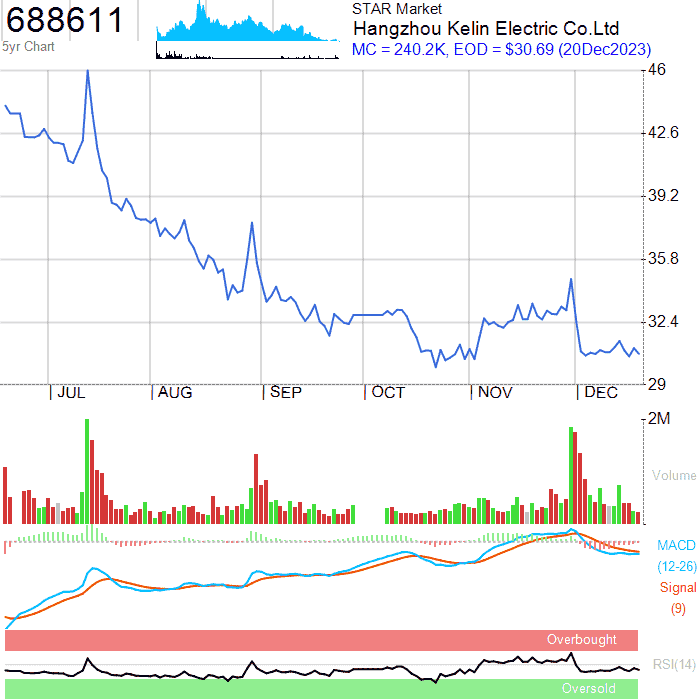 688611
5yr Chart
STAR Market
Hangzhou Kelin Electric Co.Ltd
MC = 240.2K, EOD = $30.69 (20Dec2023)
46
42.6
39.2
35.8
32.4
29
JUL AUG SEP OCT NOV DEC
2M
Volume
MACD
(12-26)
Signal
(9)
Overbought
RSI(14)
Oversold